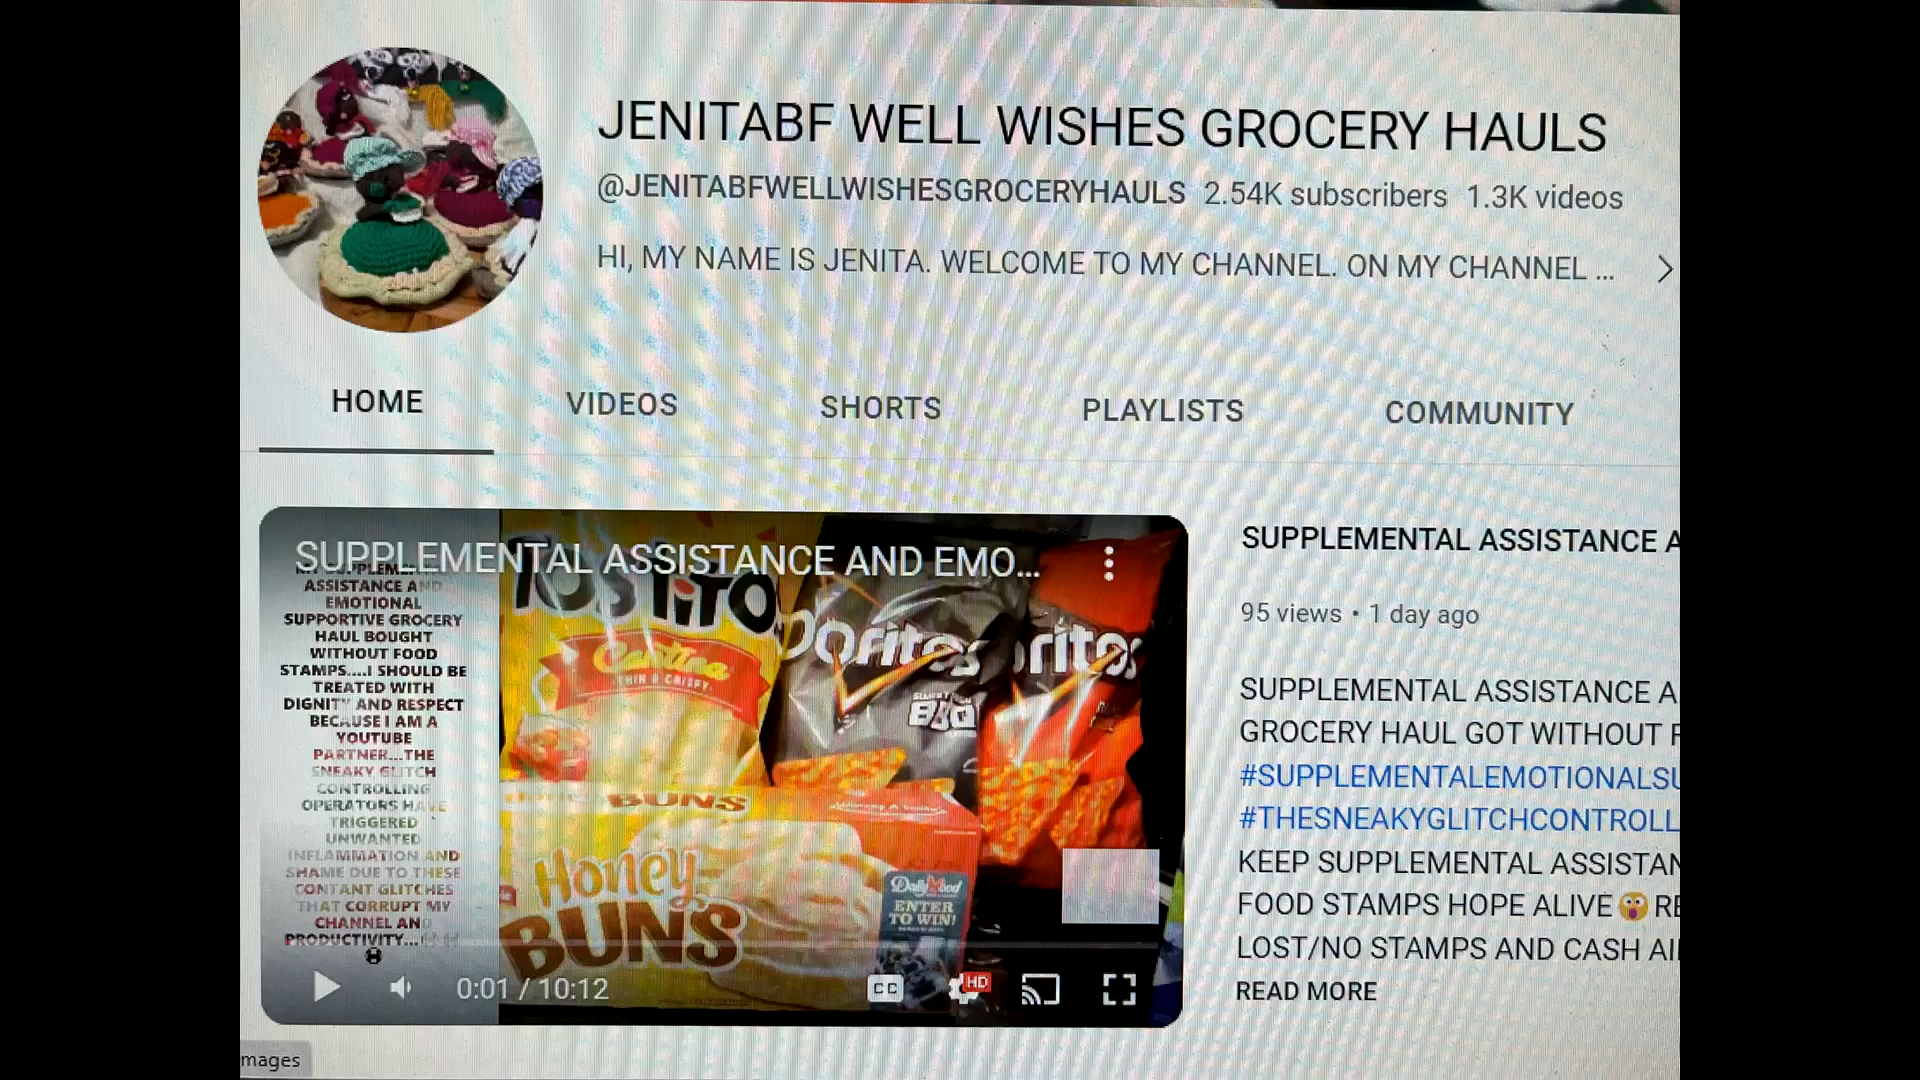 JENITABF WELL WISHES GROCERY HAULS
@JENITABFWELLWISHESGROCERYHAULS 2.54K subscribers 1.3K videos
HI, MY NAME IS JENITA. WELCOME TO MY CHANNEL. ON MY CHANNEL ...
HOME VIDEOS SHORTS PLAYLISTS COMMUNITY
SUPPLEMENTAL ASSISTANCE AND EMO...
ASSISTANCE AND
EMOTIONAL
SUPPORTIVE GROCERY
HAUL BOUGHT
WITHOUT FOOD
STAMPS....I SHOULD BE
TREATED WITH
DIGNITY AND RESPECT
BECAUSE I AM A
YOUTUBE
PARTNER...THE
SNEAKY GLITCH
CONTROLLING
OPERATORS HAVE
TRIGGERED
UNWANTED
INFLAMMATION AND
SHAME DUE TO THESE
CONTANT GLITCHES
THAT CORRUPT MY
CHANNEL AND
PRODUCTIVITY...
TOSTITO
Cantina
THIN & CRISPY
Doritos
BBQ
ritos
BUNS
Honey
BUNS
Daily Mood
ENTER
TO WIN!
0:01 / 10:12
CC
HD
SUPPLEMENTAL ASSISTANCE A
95 views • 1 day ago
SUPPLEMENTAL ASSISTANCE A
GROCERY HAUL GOT WITHOUT F
#SUPPLEMENTALEMOTIONALSU
#THESNEAKYGLITCHCONTROLL
KEEP SUPPLEMENTAL ASSISTAN
FOOD STAMPS HOPE ALIVE😲RE
LOST/NO STAMPS AND CASH AI
READ MORE
mages